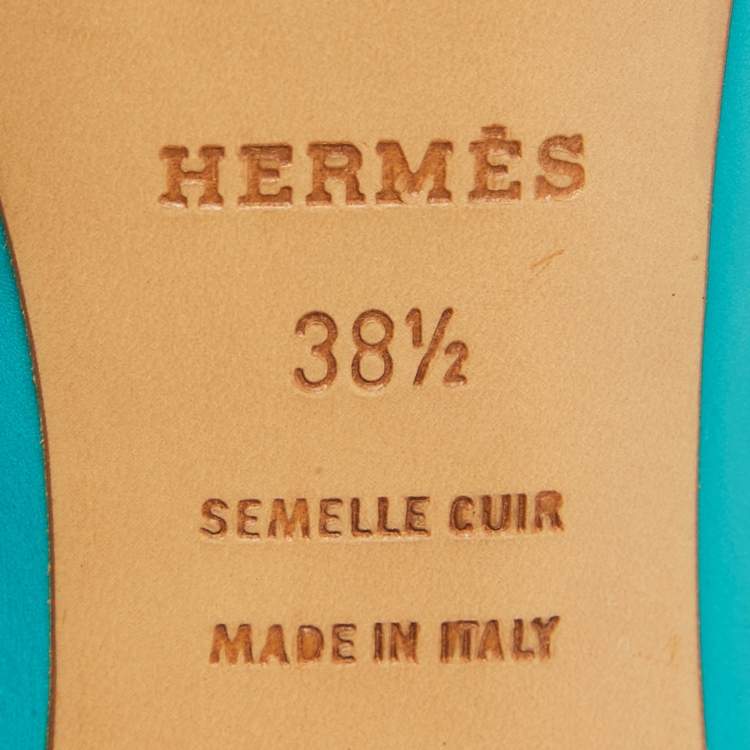 HERMÈS
38½
SEMELLE CUIR
MADE IN ITALY